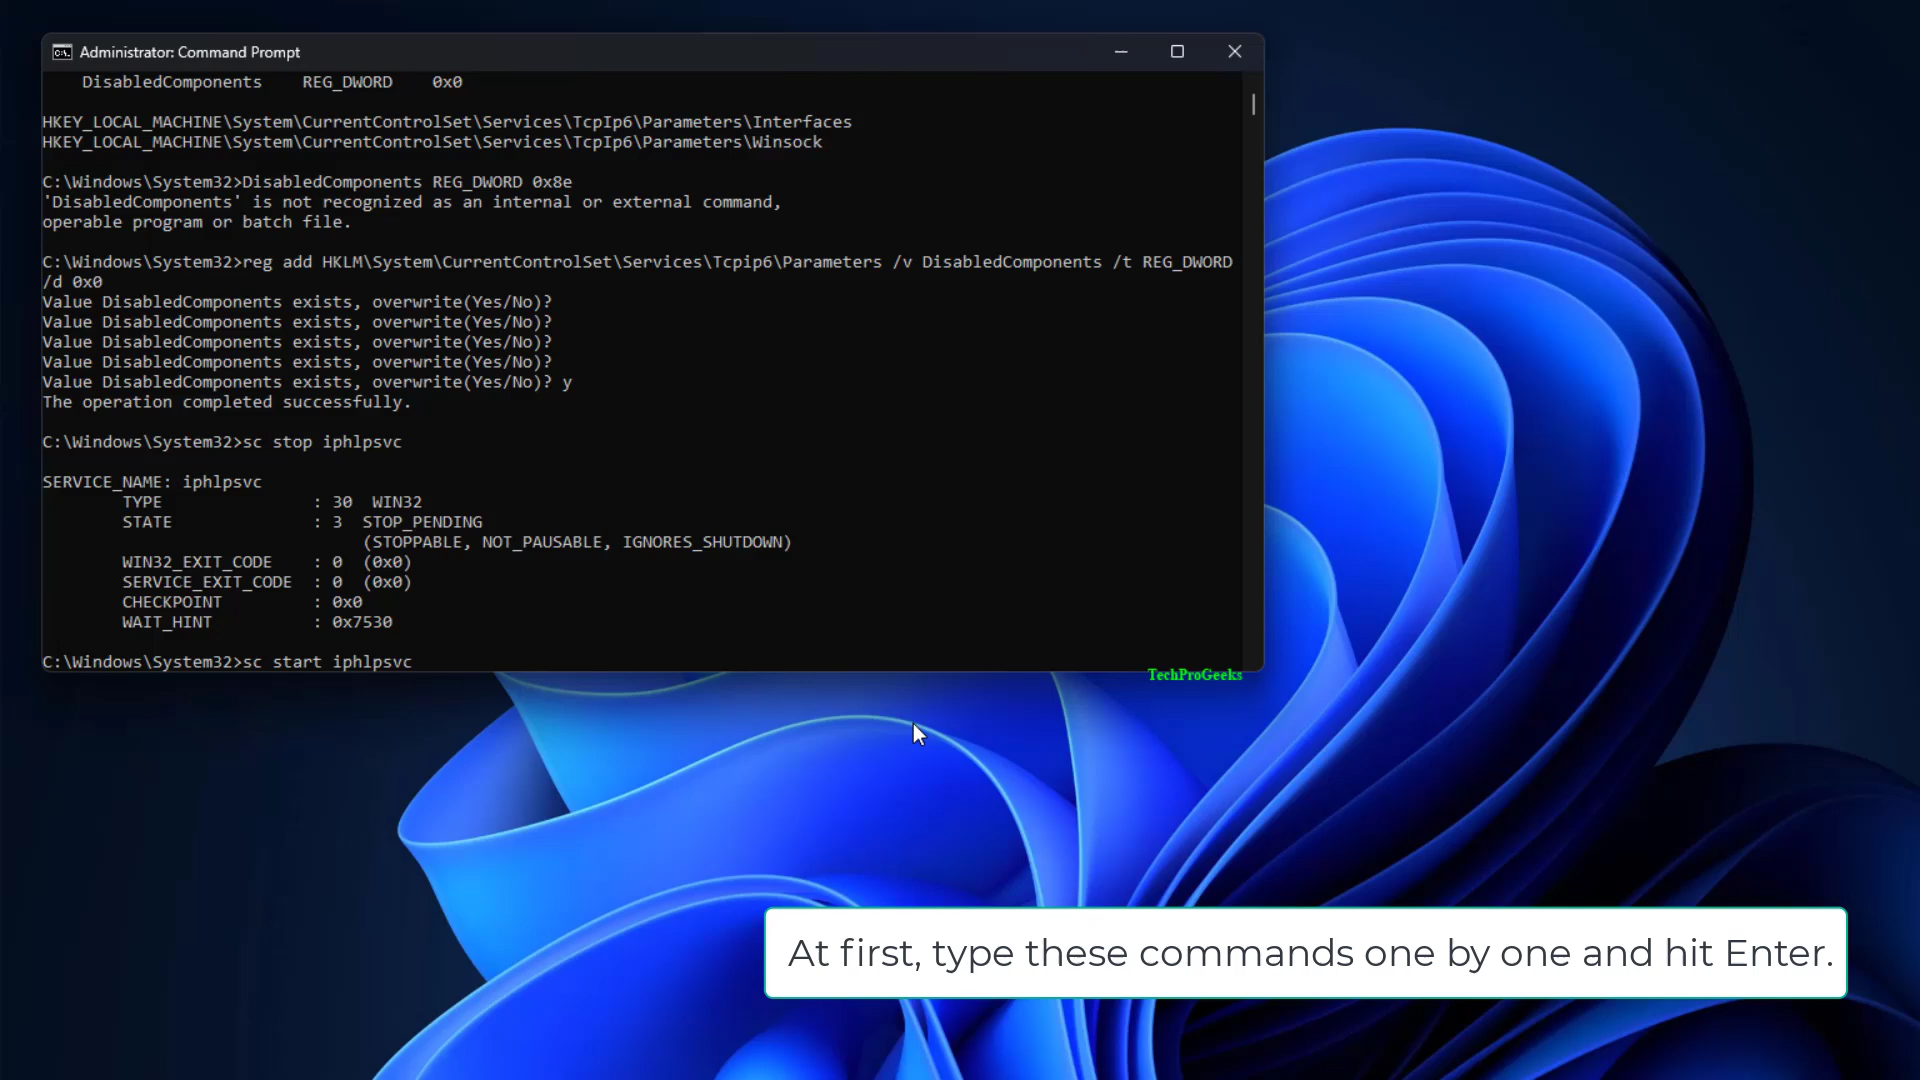 Administrator: Command Prompt
DisabledComponents    REG_DWORD    0x0
HKEY_LOCAL_MACHINE\System\CurrentControlSet\Services\TcpIp6\Parameters\Interfaces
HKEY_LOCAL_MACHINE\System\CurrentControlSet\Services\TcpIp6\Parameters\Winsock
C:\Windows\System32>DisabledComponents REG_DWORD 0x8e
'DisabledComponents' is not recognized as an internal or external command,
operable program or batch file.
C:\Windows\System32>reg add HKLM\System\CurrentControlSet\Services\Tcpip6\Parameters /v DisabledComponents /t REG_DWORD
/d 0x0
Value DisabledComponents exists, overwrite(Yes/No)?
Value DisabledComponents exists, overwrite(Yes/No)?
Value DisabledComponents exists, overwrite(Yes/No)?
Value DisabledComponents exists, overwrite(Yes/No)?
Value DisabledComponents exists, overwrite(Yes/No)? y
The operation completed successfully.
C:\Windows\System32>sc stop iphlpsvc
SERVICE_NAME: iphlpsvc
TYPE               : 30  WIN32
STATE              : 3  STOP_PENDING
(STOPPABLE, NOT_PAUSABLE, IGNORES_SHUTDOWN)
WIN32_EXIT_CODE    : 0  (0x0)
SERVICE_EXIT_CODE  : 0  (0x0)
CHECKPOINT         : 0x0
WAIT_HINT          : 0x7530
C:\Windows\System32>sc start iphlpsvc
TechProGeeks
At first, type these commands one by one and hit Enter.